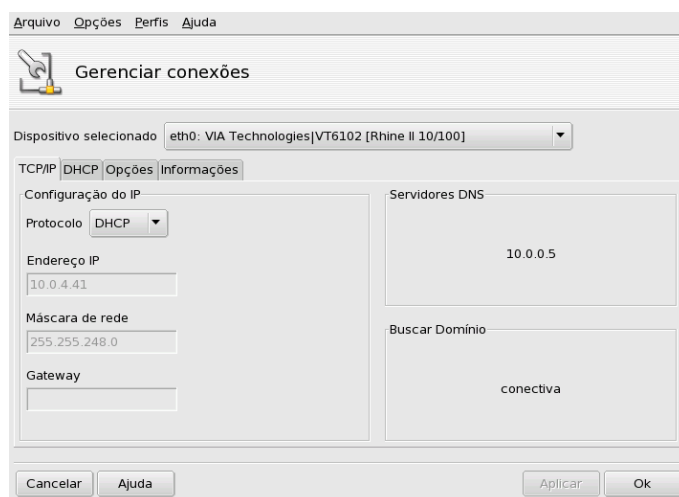 Arquivo Opções Perfis Ajuda
Gerenciar conexões
Dispositivo selecionado eth0: VIA Technologies|VT6102 [Rhine II 10/100]
TCP/IP DHCP Opções Informações
Configuração do IP
Protocolo DHCP
Endereço IP
10.0.4.41
Máscara de rede
255.255.248.0
Gateway
Servidores DNS
10.0.0.5
Buscar Domínio
conectiva
Cancelar Ajuda Aplicar Ok